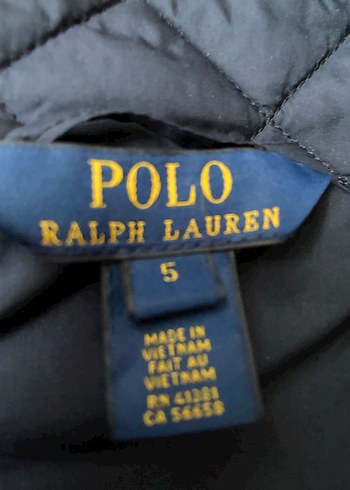 POLO
RALPH LAUREN
5
MADE IN
VIETNAM
FAIT AU
VIETNAM
RN 41381
CA 56658